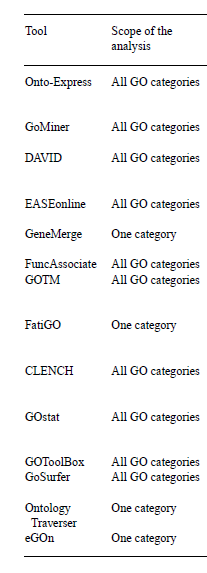 Tool Scope of the
analysis
Onto-Express All GO categories
GoMiner All GO categories
DAVID All GO categories
EASEonline All GO categories
GeneMerge One category
FuncAssociate All GO categories
GOTM All GO categories
FatiGO One category
CLENCH All GO categories
GOstat All GO categories
GOToolBox All GO categories
GoSurfer All GO categories
Ontology One category
Traverser
eGOn One category